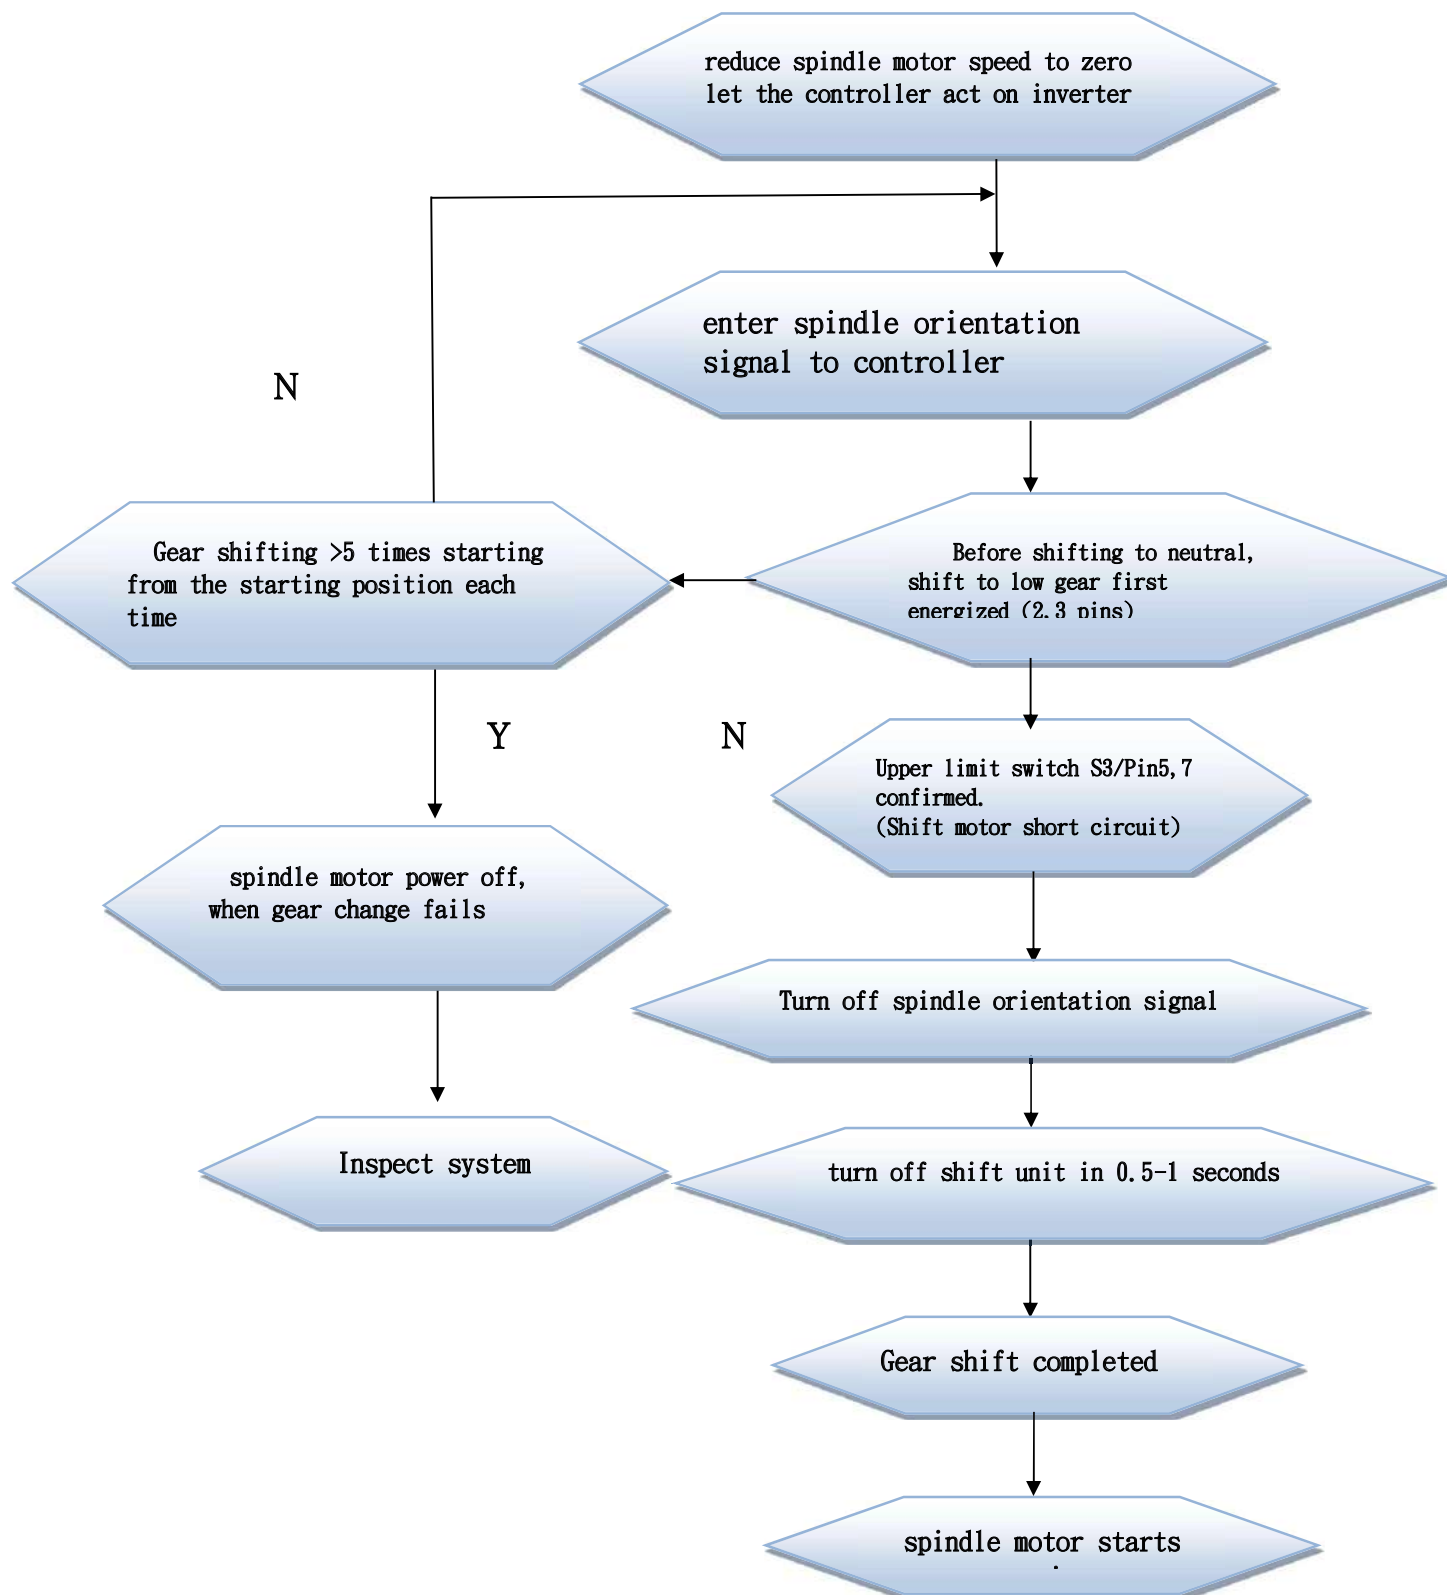 reduce spindle motor speed to zero
let the controller act on inverter
enter spindle orientation
signal to controller
N
Gear shifting >5 times starting
from the starting position each
time
Before shifting to neutral,
shift to low gear first
energized (2,3 pins)
Y
N
Upper limit switch S3/Pin5,7
confirmed.
(Shift motor short circuit)
spindle motor power off,
when gear change fails
Turn off spindle orientation signal
Inspect system
turn off shift unit in 0.5-1 seconds
Gear shift completed
spindle motor starts